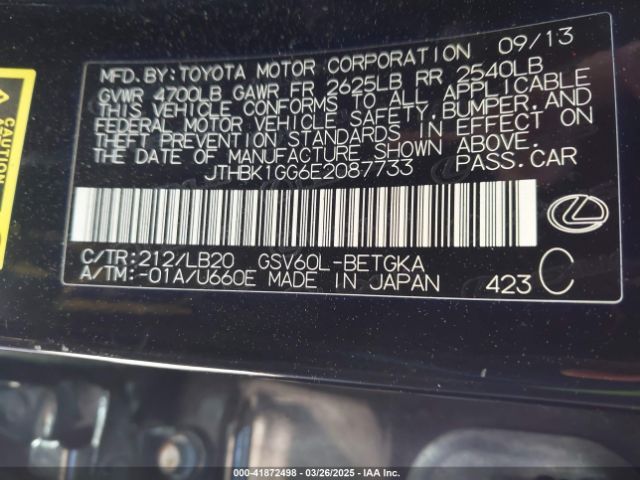 MFD. BY: TOYOTA MOTOR CORPORATION 09/13
GVWR 4700LB GAWR FR 2625LB RR 2540LB
THIS VEHICLE CONFORMS TO ALL APPLICABLE
FEDERAL MOTOR VEHICLE SAFETY, BUMPER, AND
THEFT PREVENTION STANDARDS IN EFFECT ON
THE DATE OF MANUFACTURE SHOWN ABOVE.
JTHBK1GG6E2087733 PASS. CAR
C/TR: 212/LB20 GSV60L-BETGKA
A/TM: -01A/U660E MADE IN JAPAN 423 C
CAUTION
000-41872498 - 03/26/2025 - IAA Inc.